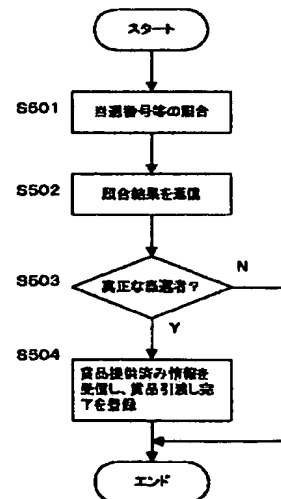 スタート
S501
当選番号等の照合
S502
照合結果を返信
S503
真正な当選者？
N
Y
S504
賞品提供済み情報を
受信し、賞品引渡し完
了を登録
エンド